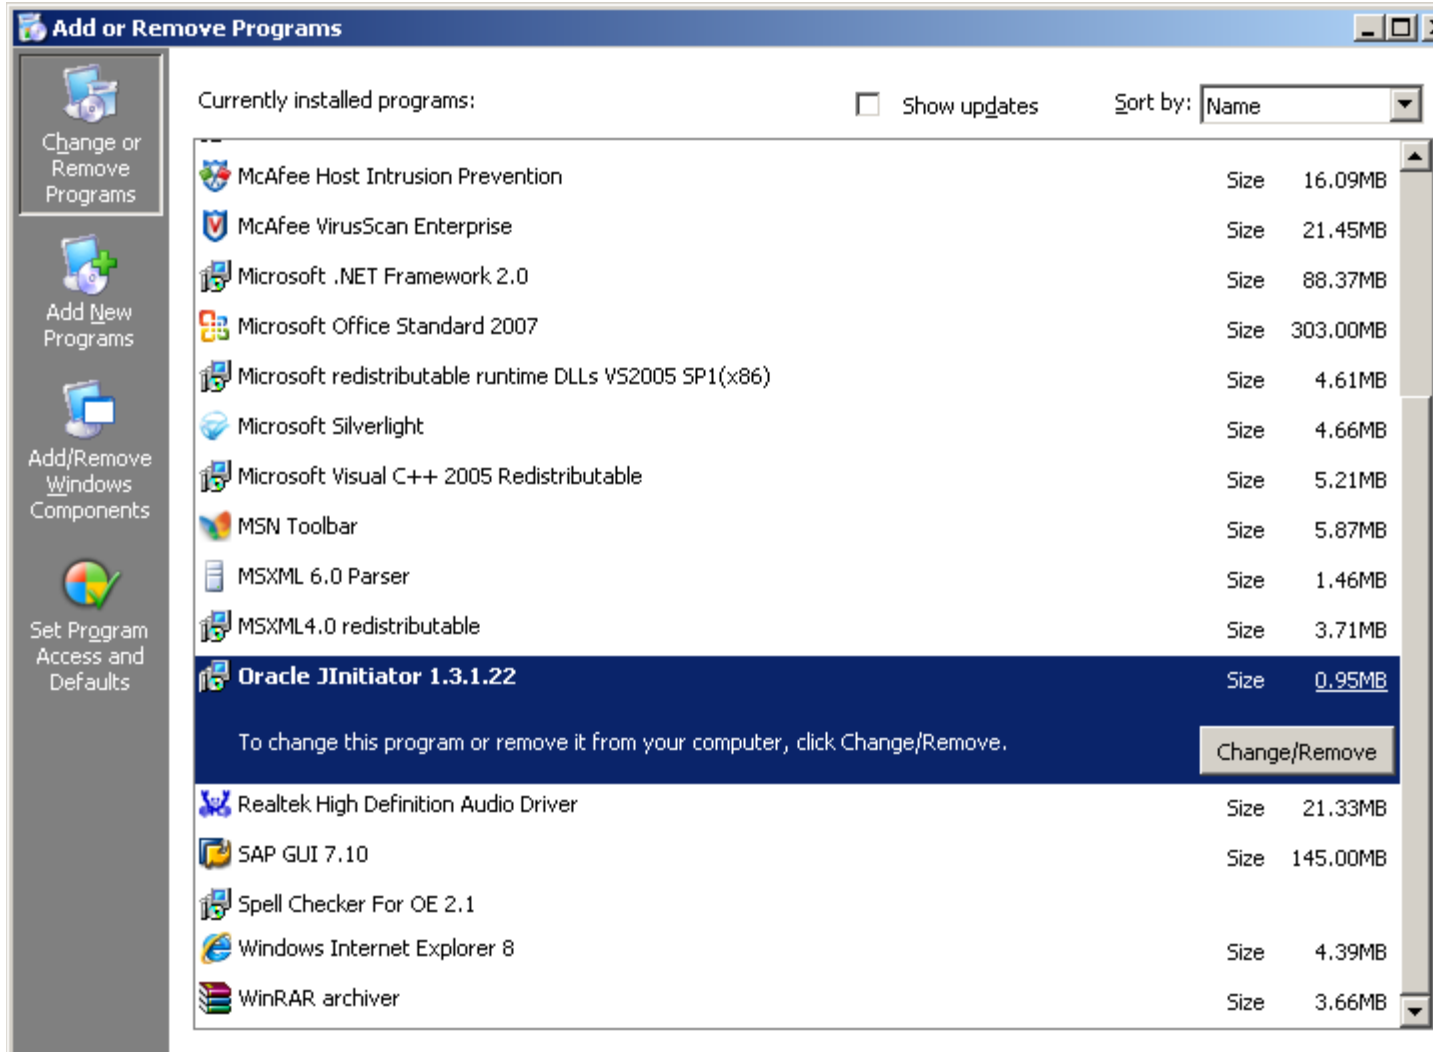 Add or Remove Programs
Change or
Remove
Programs
Add New
Programs
Add/Remove
Windows
Components
Set Program
Access and
Defaults
Currently installed programs:
Show updates
Sort by: Name
McAfee Host Intrusion Prevention Size 16.09MB
McAfee VirusScan Enterprise Size 21.45MB
Microsoft .NET Framework 2.0 Size 88.37MB
Microsoft Office Standard 2007 Size 303.00MB
Microsoft redistributable runtime DLLs VS2005 SP1(x86) Size 4.61MB
Microsoft Silverlight Size 4.66MB
Microsoft Visual C++ 2005 Redistributable Size 5.21MB
MSN Toolbar Size 5.87MB
MSXML 6.0 Parser Size 1.46MB
MSXML4.0 redistributable Size 3.71MB
Oracle JInitiator 1.3.1.22 Size 0.95MB
To change this program or remove it from your computer, click Change/Remove. Change/Remove
Realtek High Definition Audio Driver Size 21.33MB
SAP GUI 7.10 Size 145.00MB
Spell Checker For OE 2.1
Windows Internet Explorer 8 Size 4.39MB
WinRAR archiver Size 3.66MB